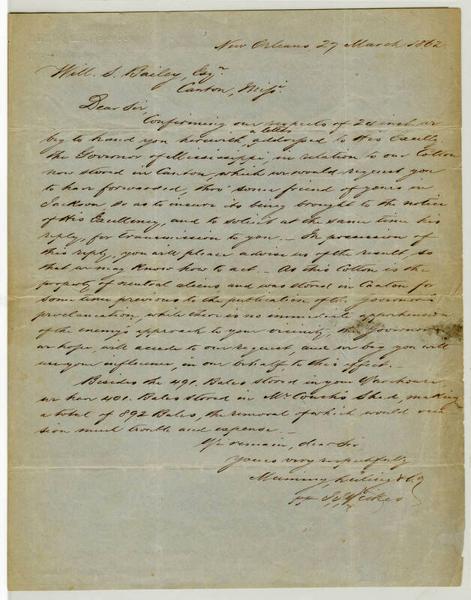 New Orleans 27 March 1862
Will. S. Bailey, Esqr.
Canton, Missi.
Dear Sir,
Confirming our respects of 24 inst. we
beg to hand you herewith a letter addressed to His Excelly
the Governor of Mississippi, in relation to our Cotton
now stored in Canton, which we would request you
to have forwarded, thro' some friend of yours in
Jackson, so as to insure its being brought to the notice
of His Excellency, and to solicit at the same time his
reply, for transmission to you. — In possession of
this reply, you will please advise us of the result, so
that we may know how to act. — As this Cotton is the
property of neutral aliens and was stored in Canton for
some time previous to the publication of the Governor's
proclamation, while there is no immediate apprehension
of the enemy's approach to your vicinity, the Governor
we hope, will accede to our request, and we beg you will
use your influence, in our behalf, to this effect. —
Besides the 491 Bales stored in your Warehouse,
we have 401 Bales stored in Shed, making
a total of 892 Bales, the removal of which would occa-
sion much trouble and expense. —
We remain, dear Sir
Yours very respectfully
&Co